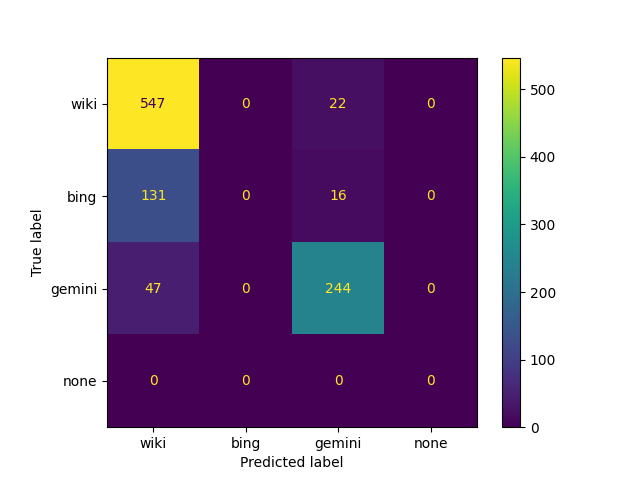 wiki 547 0 22 0
bing 131 0 16 0
gemini 47 0 244 0
none 0 0 0 0
wiki bing gemini none
Predicted label
True label
500
400
300
200
100
0